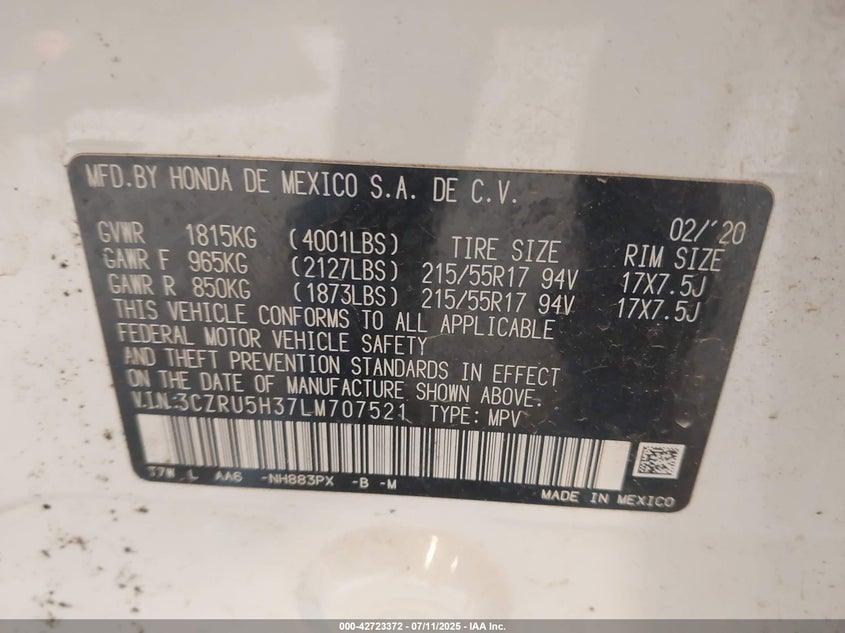 MFD.BY HONDA DE MEXICO S.A. DE C.V.
02/'20
GVWR 1815KG (4001LBS) TIRE SIZE RIM SIZE
GAWR F 965KG (2127LBS) 215/55R17 94V 17X7.5J
GAWR R 850KG (1873LBS) 215/55R17 94V 17X7.5J
THIS VEHICLE CONFORMS TO ALL APPLICABLE
FEDERAL MOTOR VEHICLE SAFETY
AND THEFT PREVENTION STANDARDS IN EFFECT
ON THE DATE OF MANUFACTURE SHOWN ABOVE.
V.I.N:3CZRU5H37LM707521 TYPE: MPV
37W L AA6 -NH883PX -B -M
MADE IN MEXICO
000-42723372 - 07/11/2025 - IAA Inc.